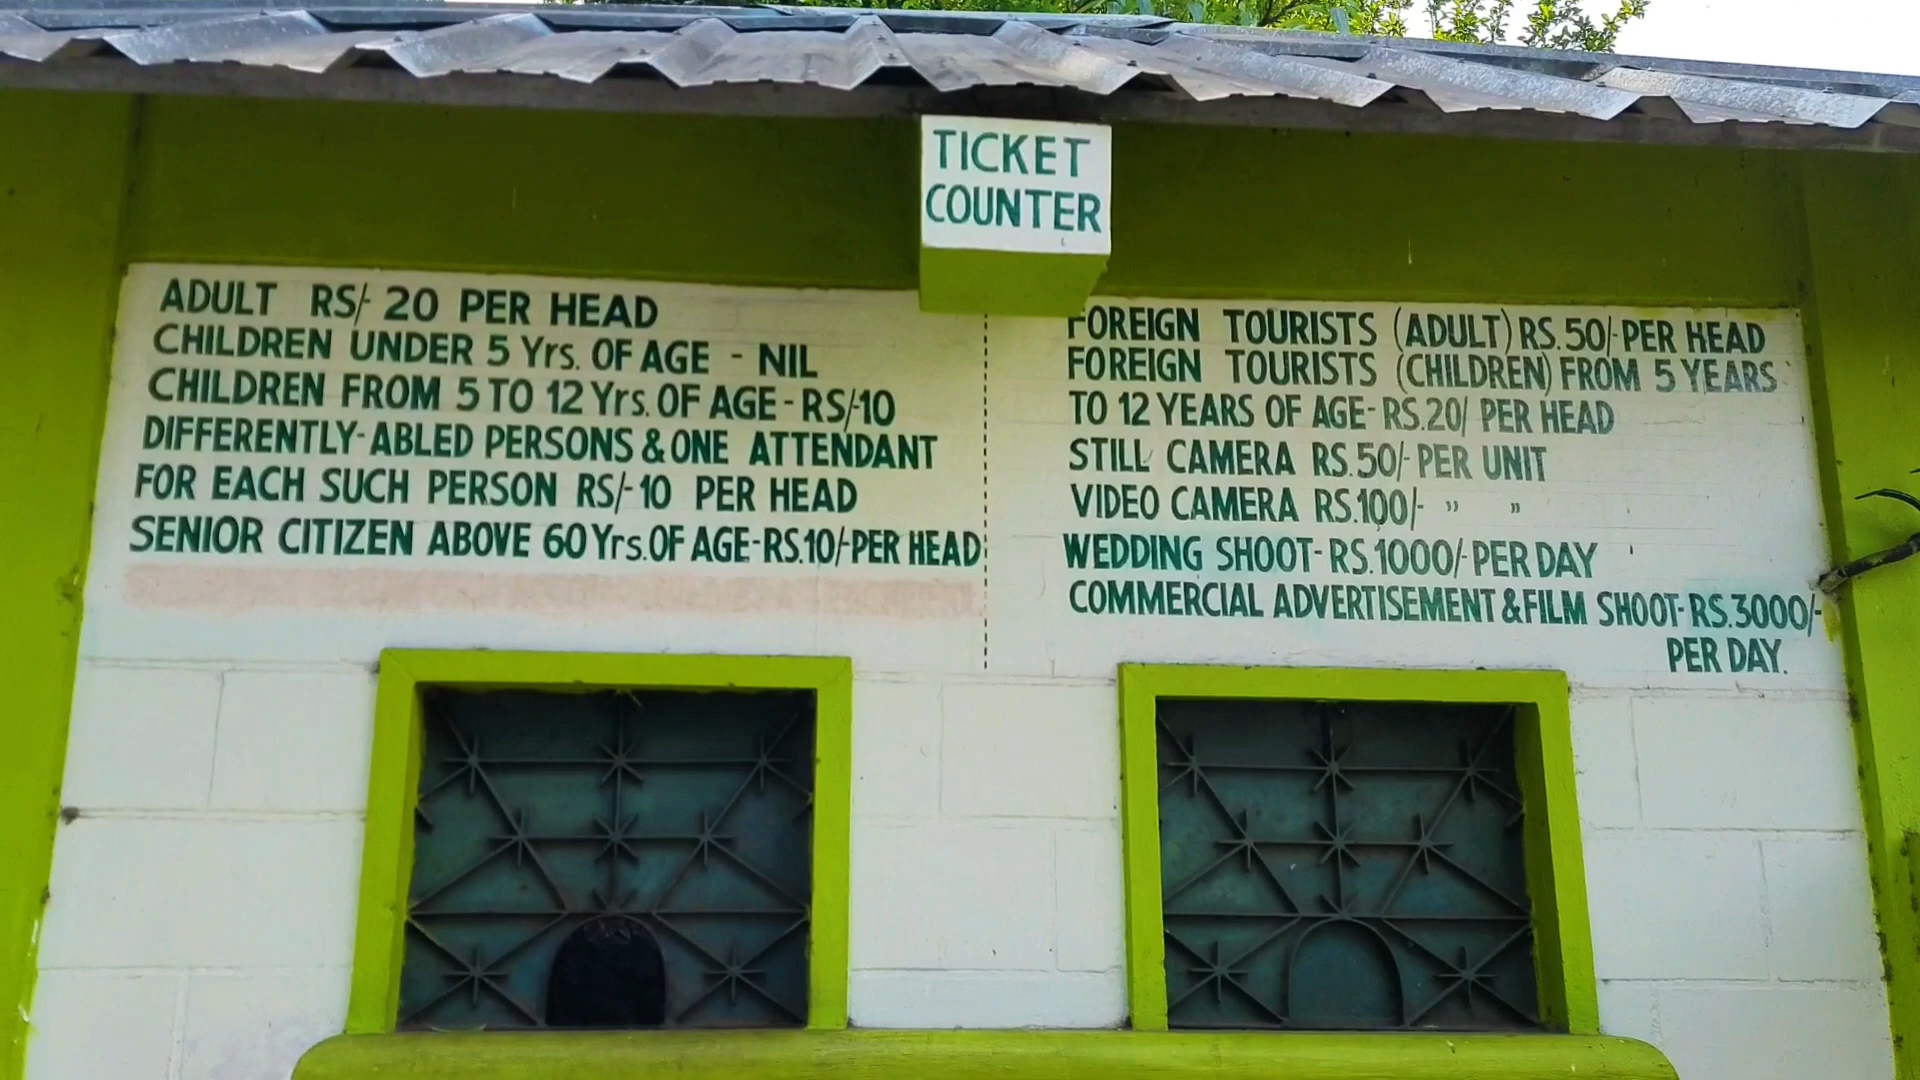 TICKET
COUNTER
ADULT RS/- 20 PER HEAD
CHILDREN UNDER 5 Yrs. OF AGE - NIL
CHILDREN FROM 5 TO 12 Yrs. OF AGE - RS/-10
DIFFERENTLY-ABLED PERSONS & ONE ATTENDANT
FOR EACH SUCH PERSON RS/-10 PER HEAD
SENIOR CITIZEN ABOVE 60 Yrs. OF AGE-RS.10/-PER HEAD
FOREIGN TOURISTS (ADULT) RS. 50/-PER HEAD
FOREIGN TOURISTS (CHILDREN) FROM 5 YEARS
TO 12 YEARS OF AGE- RS.20/ PER HEAD
STILL CAMERA RS.50/- PER UNIT
VIDEO CAMERA RS.100/- " "
WEDDING SHOOT- RS.1000/- PER DAY
COMMERCIAL ADVERTISEMENT & FILM SHOOT- RS.3000/-
PER DAY.